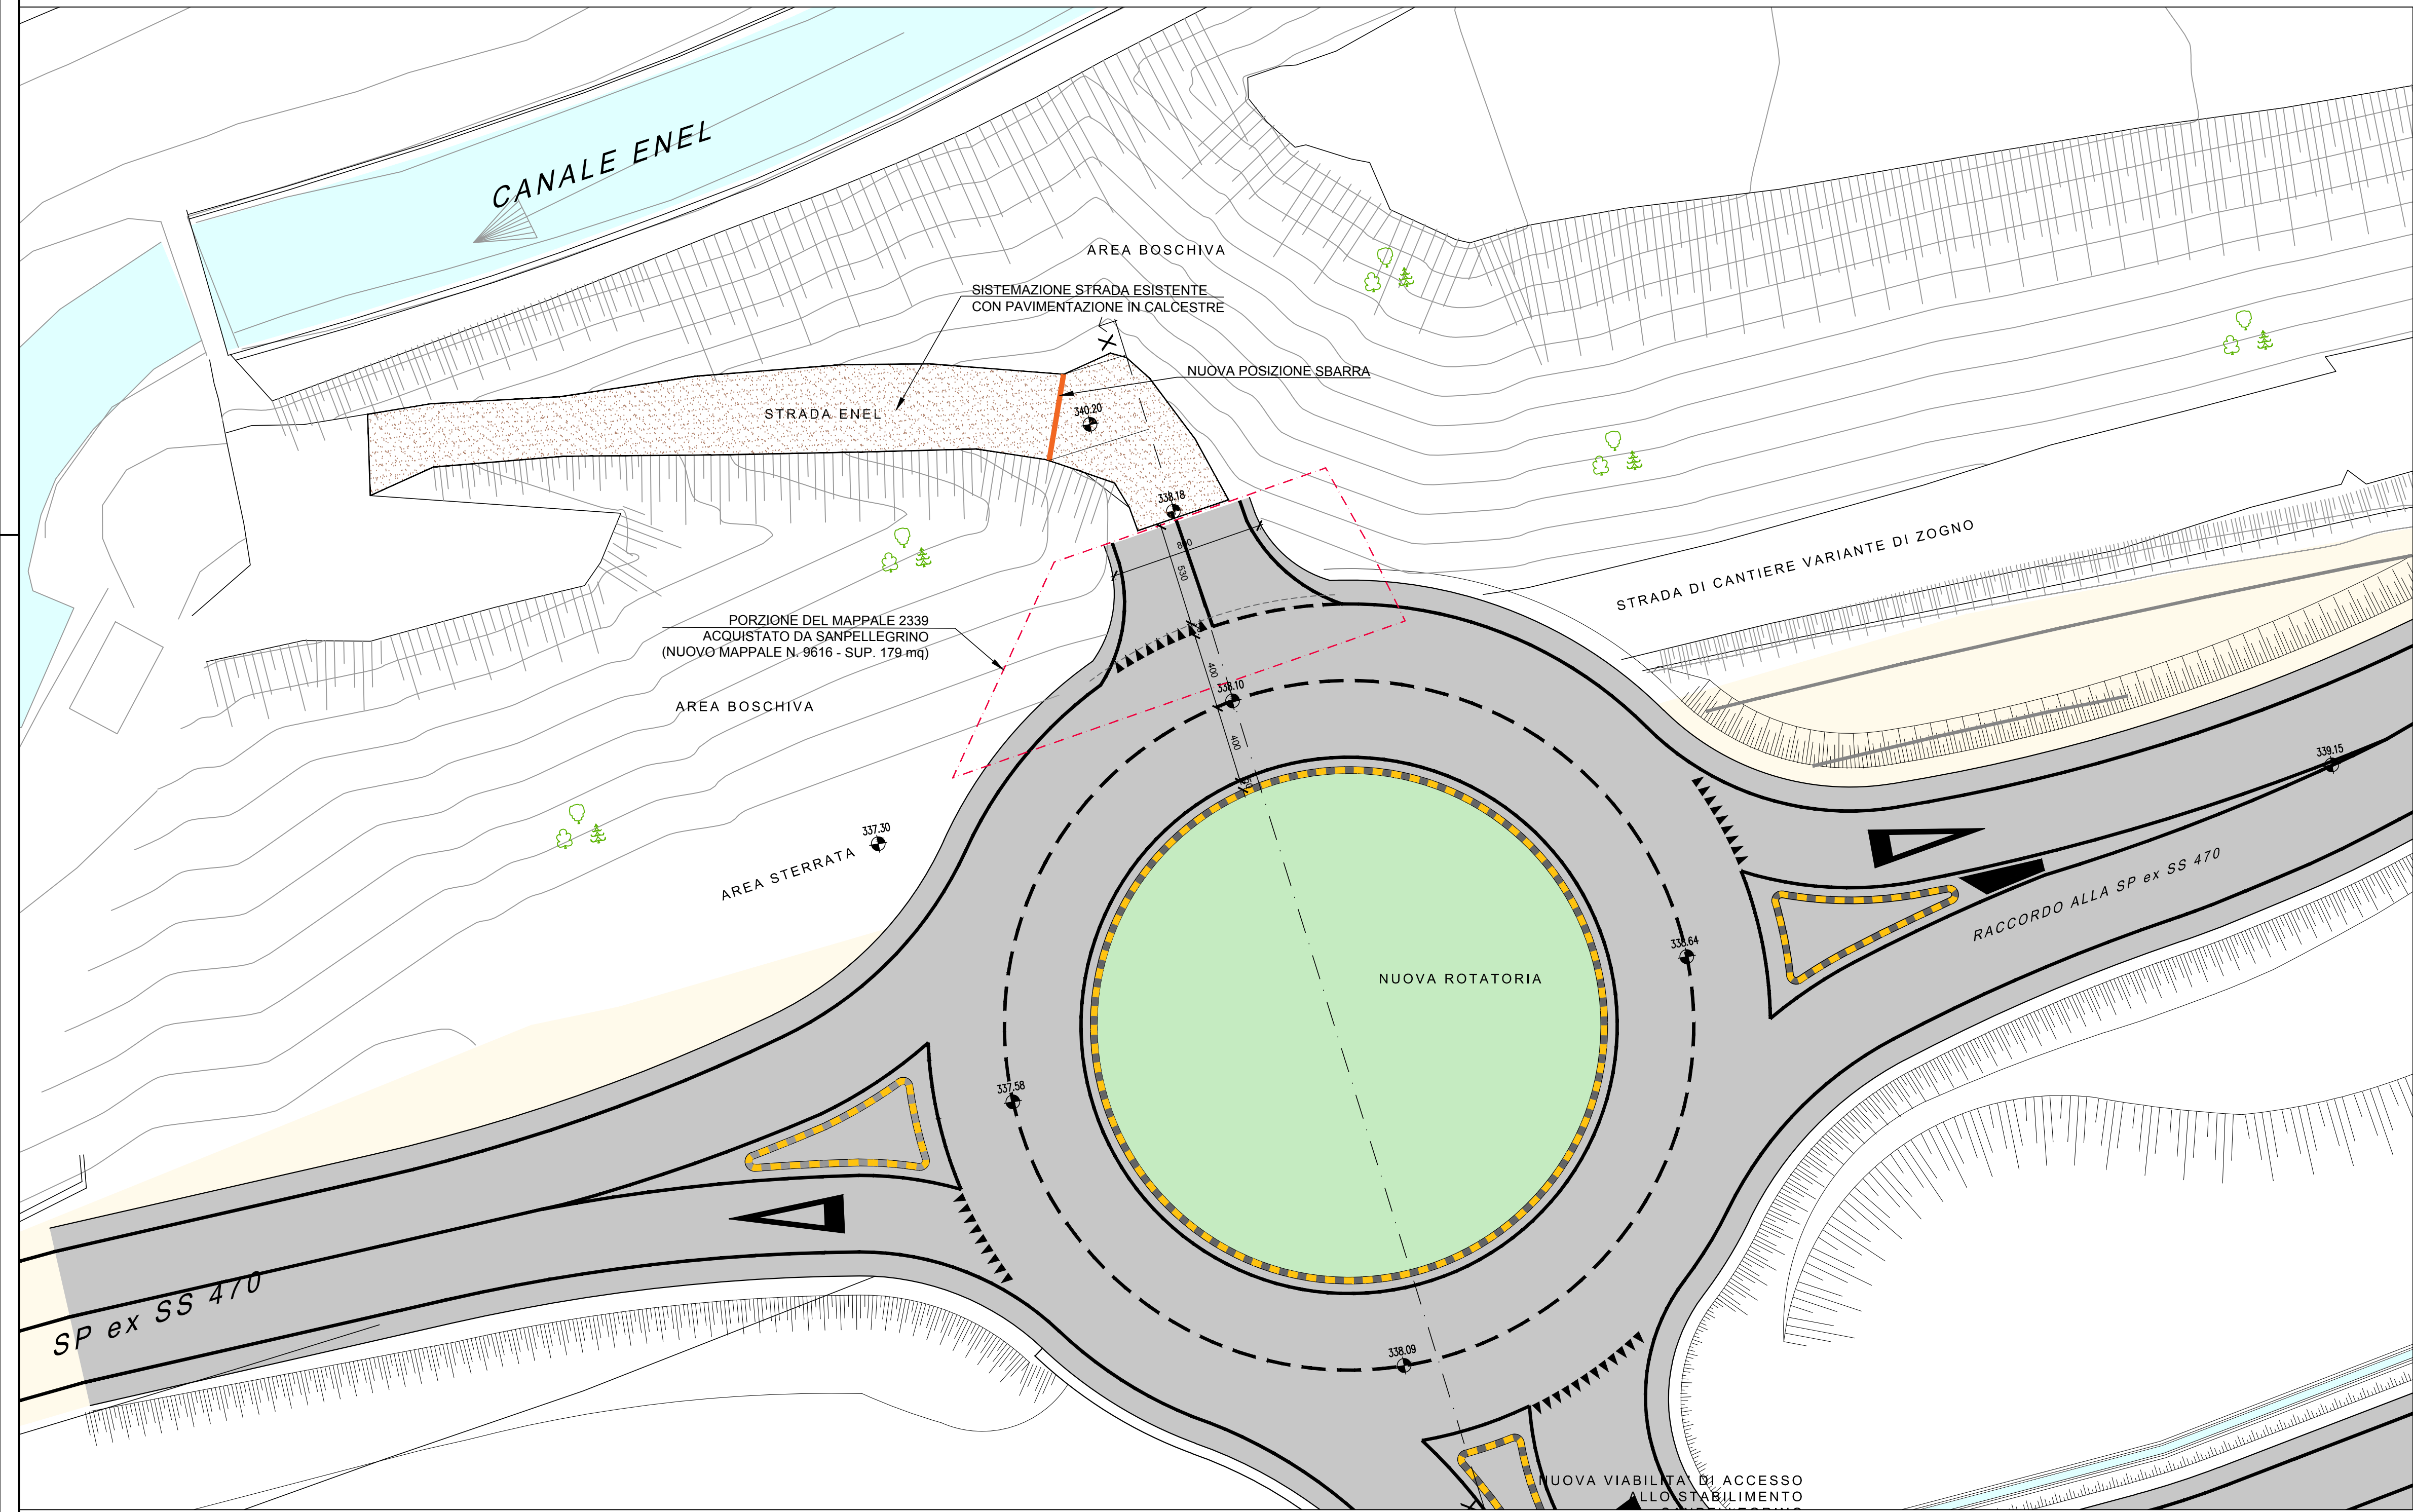 CANALE ENEL
AREA BOSCHIVA
SISTEMAZIONE STRADA ESISTENTE
CON PAVIMENTAZIONE IN CALCESTRE
X
NUOVA POSIZIONE SBARRA
STRADA ENEL
340.20
338.18
800
530
STRADA DI CANTIERE VARIANTE DI ZOGNO
PORZIONE DEL MAPPALE 2339
ACQUISTATO DA SANPELLEGRINO
(NUOVO MAPPALE N. 9616 - SUP. 179 mq)
400
338.10
AREA BOSCHIVA
400
50
339.15
337.30
AREA STERRATA
RACCORDO ALLA SP ex SS 470
338.64
NUOVA ROTATORIA
337.58
SP ex SS 470
338.09
NUOVA VIABILITA' DI ACCESSO
ALLO STABILIMENTO
SANPELLEGRINO